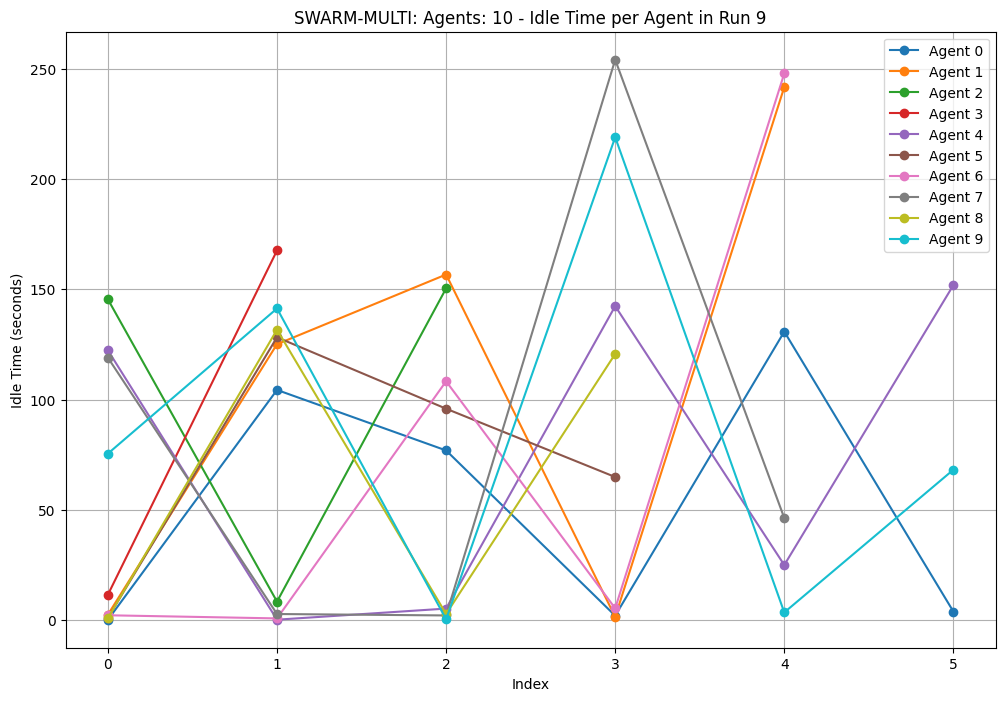 SWARM-MULTI: Agents: 10 - Idle Time per Agent in Run 9
Idle Time (seconds)
250
200
150
100
50
0
0 1 2 3 4 5
Index
Agent 0
Agent 1
Agent 2
Agent 3
Agent 4
Agent 5
Agent 6
Agent 7
Agent 8
Agent 9